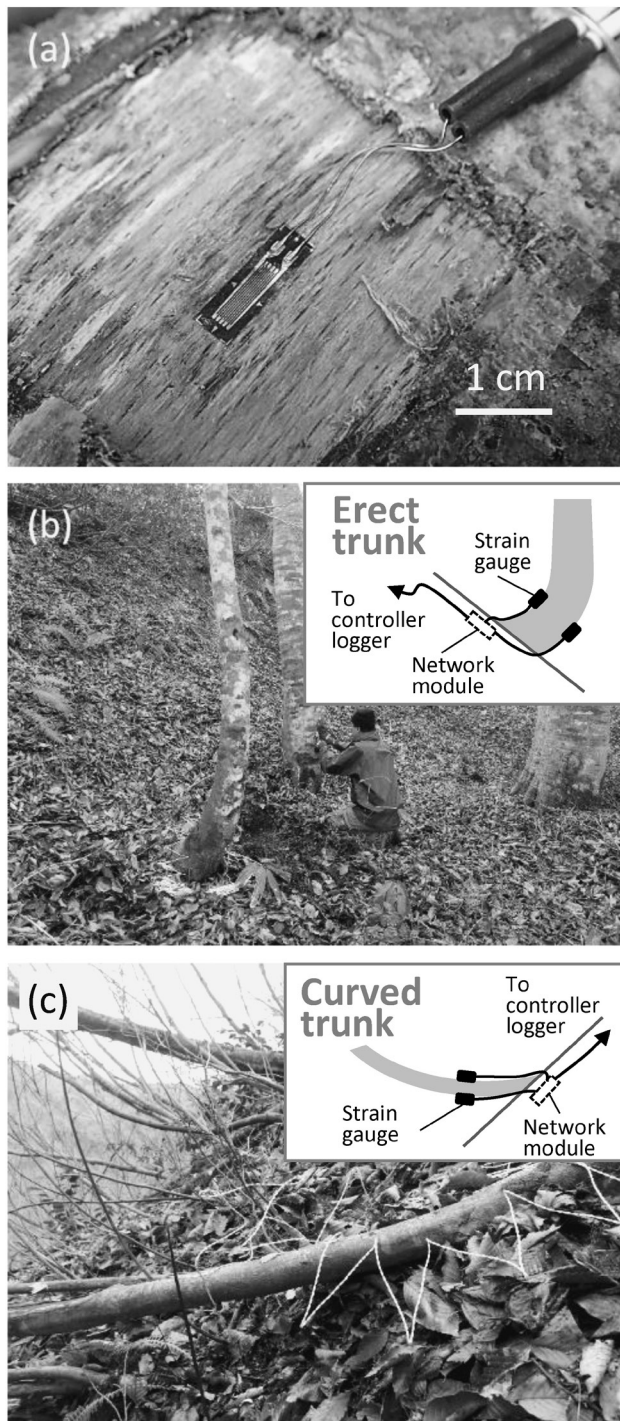 (a)
1 cm
(b)
Erect
trunk
Strain
gauge
To
controller
logger
Network
module
(c)
Curved
trunk
To
controller
logger
Strain
gauge
Network
module